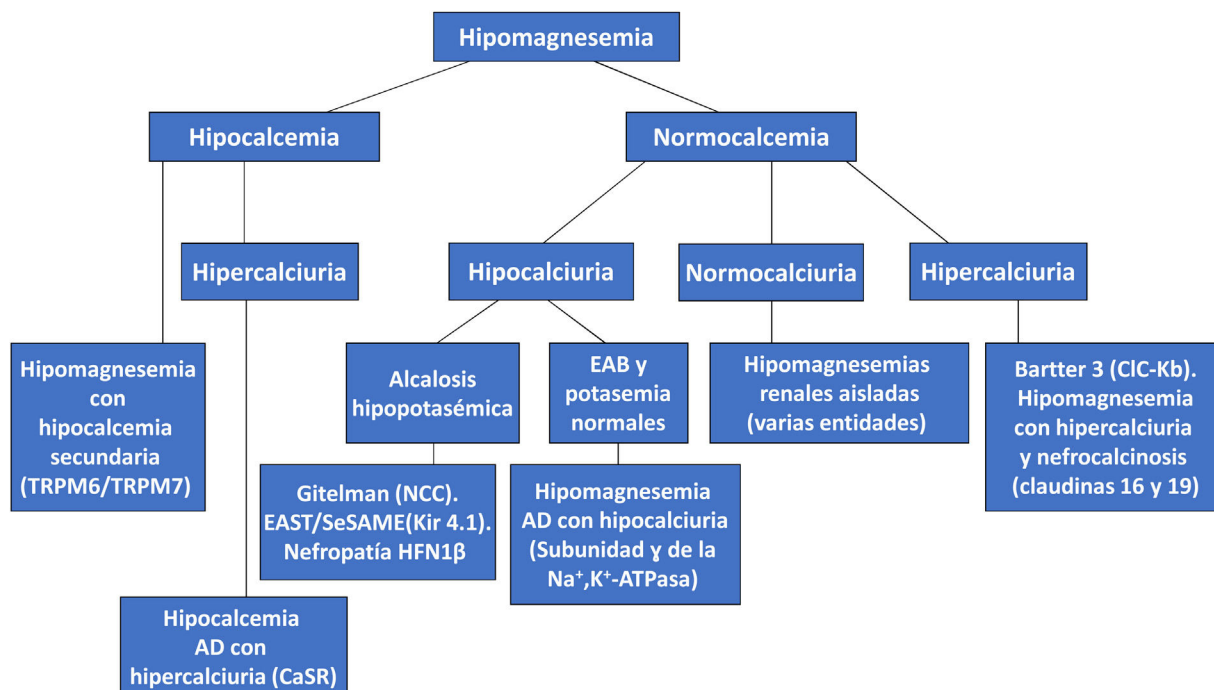 Hipomagnesemia
Hipocalcemia
Normocalcemia
Hipercalciuria
Hipocalciuria
Normocalciuria
Hipercalciuria
Hipomagnesemia
con
hipocalcemia
secundaria
(TRPM6/TRPM7)
Alcalosis
hipopotasémica
EAB y
potasemia
normales
Hipomagnesemias
renales aisladas
(varias entidades)
Bartter 3 (ClC-Kb).
Hipomagnesemia
con hipercalciuria
y nefrocalcinosis
(claudinas 16 y 19)
Gitelman (NCC).
EAST/SeSAME(Kir 4.1).
Nefropatía HFN1β
Hipomagnesemia
AD con hipocalciuria
(Subunidad ɣ de la
Na⁺,K⁺-ATPasa)
Hipocalcemia
AD con
hipercalciuria (CaSR)